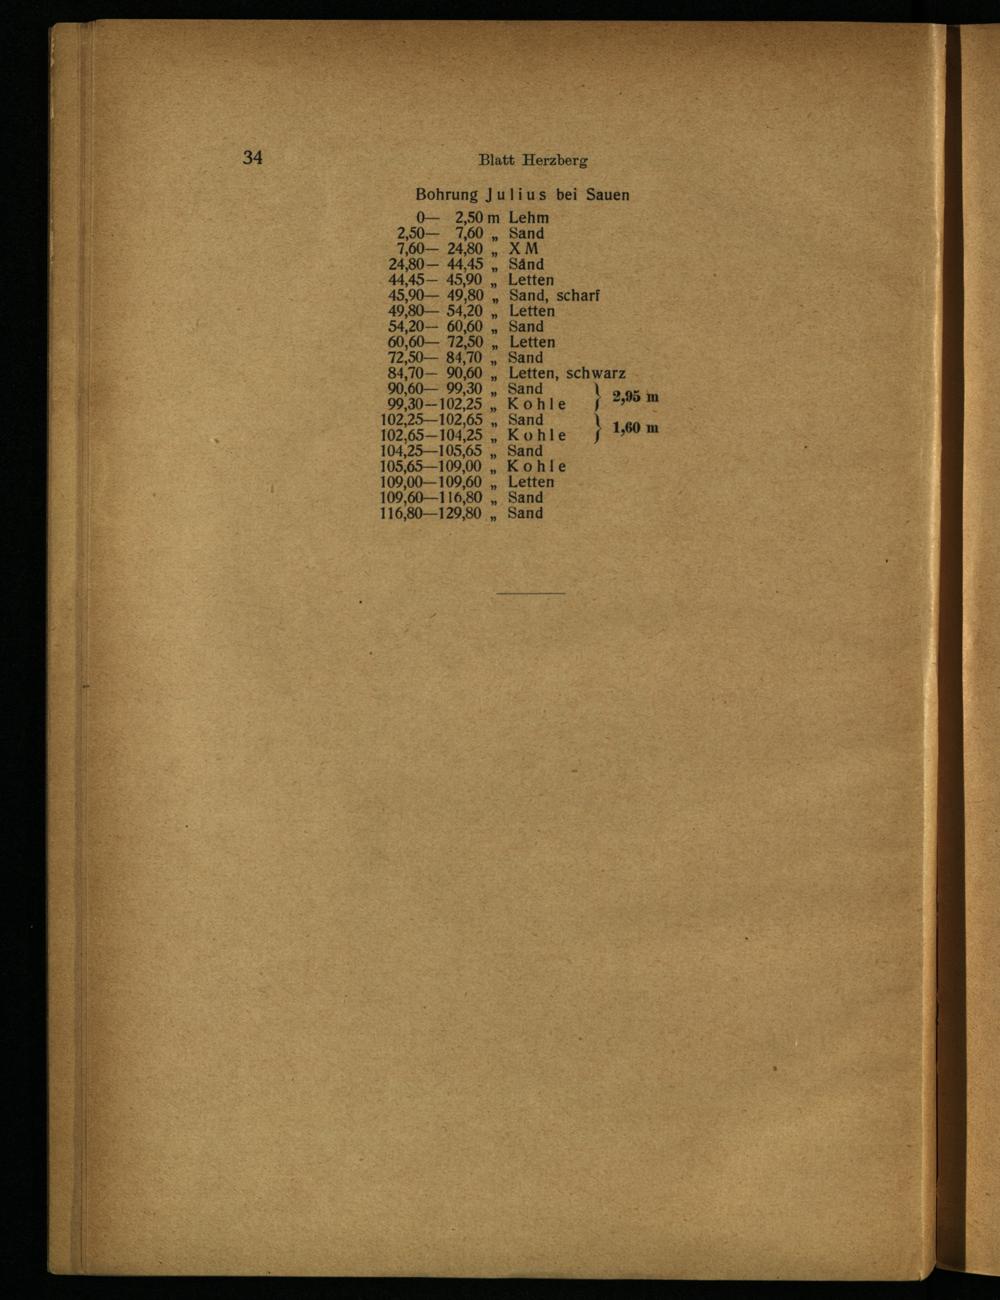 34
Blatt Herzberg
Bohrung Julius bei Sauen
0— 2,50 m Lehm
2,50— 7,60 „ Sand
7,60— 24,80 „ X M
24,80— 44,45 „ Sand
44,45— 45,90 „ Letten
45,90— 49,80 „ Sand, scharf
49,80— 54,20 „ Letten
54,20— 60,60 „ Sand
60,60— 72,50 „ Letten
72,50— 84,70 „ Sand
84,70— 90,60 „ Letten, schwarz
90,60— 99,30 „ Sand
99,30—102,25 „ Kohle } 2,95 m
102,25—102,65 „ Sand
102,65—104,25 „ Kohle } 1,60 m
104,25—105,65 „ Sand
105,65—109,00 „ Kohle
109,00—109,60 „ Letten
109,60—116,80 „ Sand
116,80—129,80 „ Sand